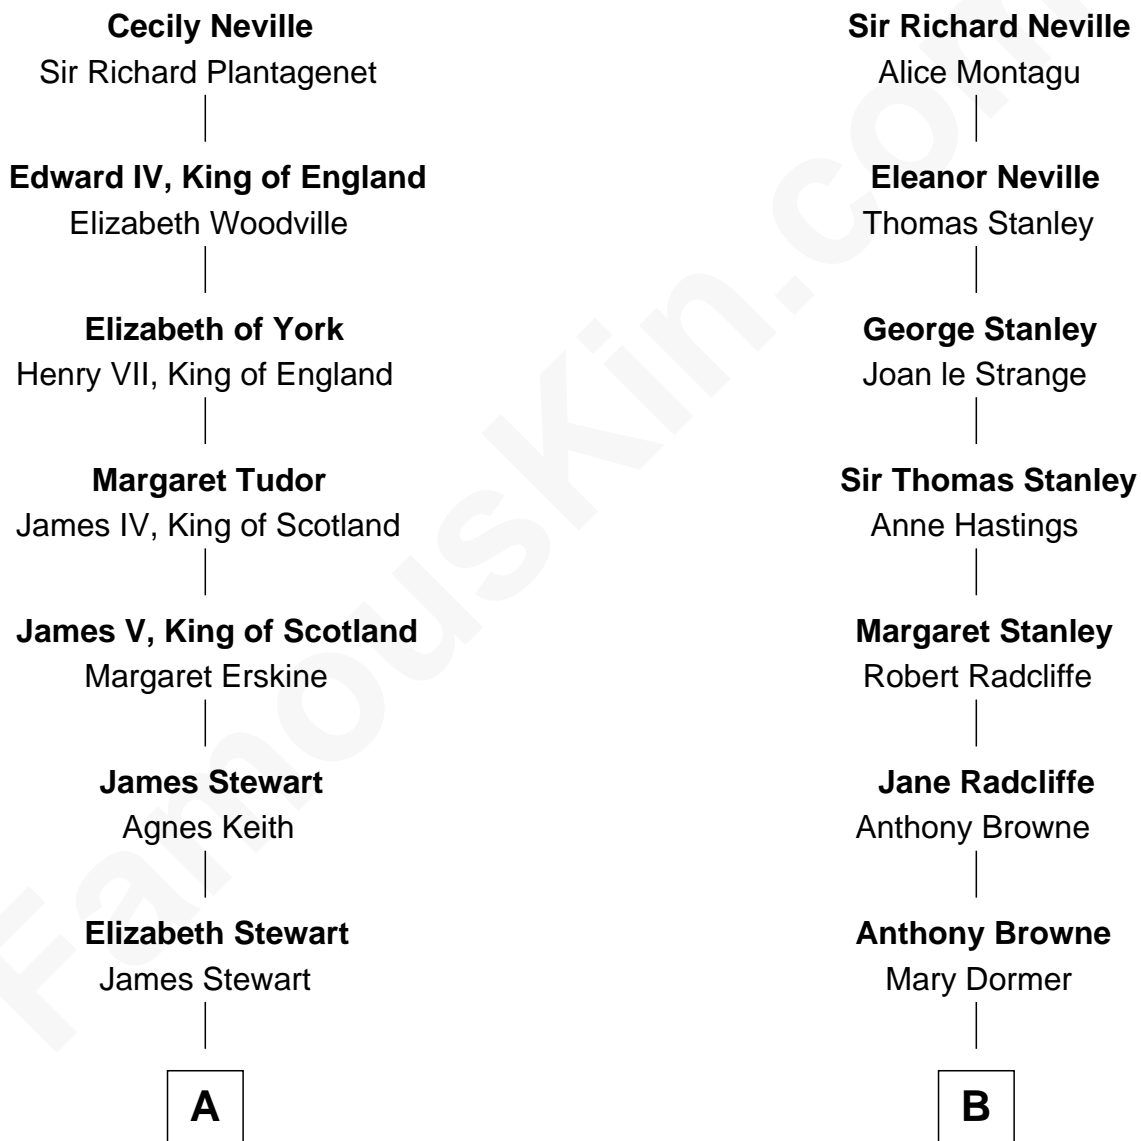 Cecily Neville
Sir Richard Plantagenet
Edward IV, King of England
Elizabeth Woodville
Elizabeth of York
Henry VII, King of England
Margaret Tudor
James IV, King of Scotland
James V, King of Scotland
Margaret Erskine
James Stewart
Agnes Keith
Elizabeth Stewart
James Stewart
A
Sir Richard Neville
Alice Montagu
Eleanor Neville
Thomas Stanley
George Stanley
Joan le Strange
Sir Thomas Stanley
Anne Hastings
Margaret Stanley
Robert Radcliffe
Jane Radcliffe
Anthony Browne
Anthony Browne
Mary Dormer
B
FamousKin.com